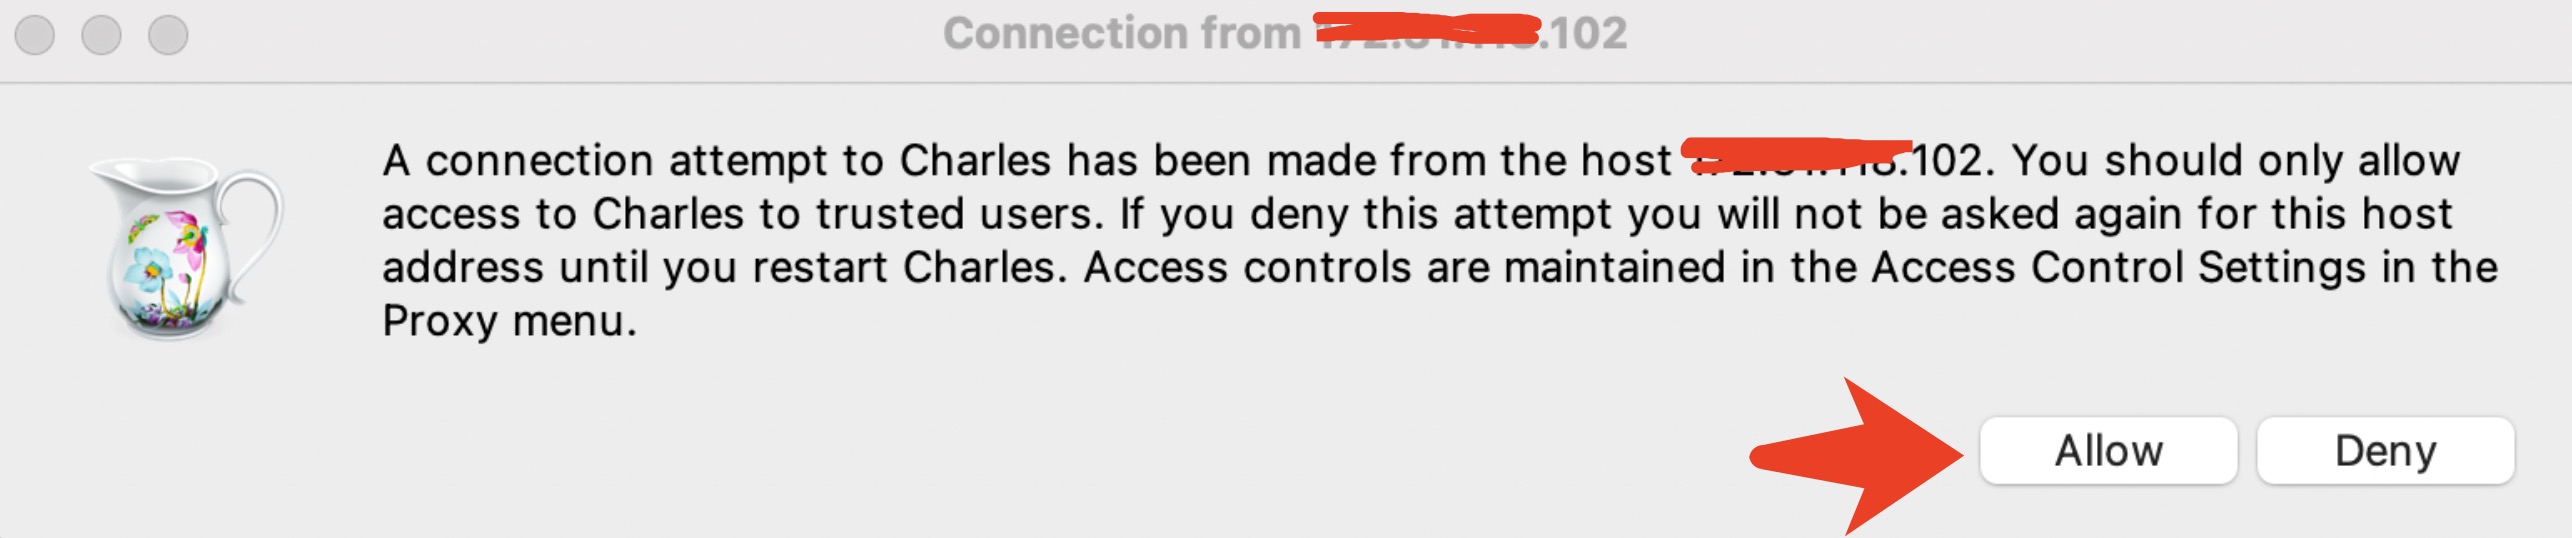 Connection from .102
A connection attempt to Charles has been made from the host .102. You should only allow
access to Charles to trusted users. If you deny this attempt you will not be asked again for this host
address until you restart Charles. Access controls are maintained in the Access Control Settings in the
Proxy menu.
Allow Deny